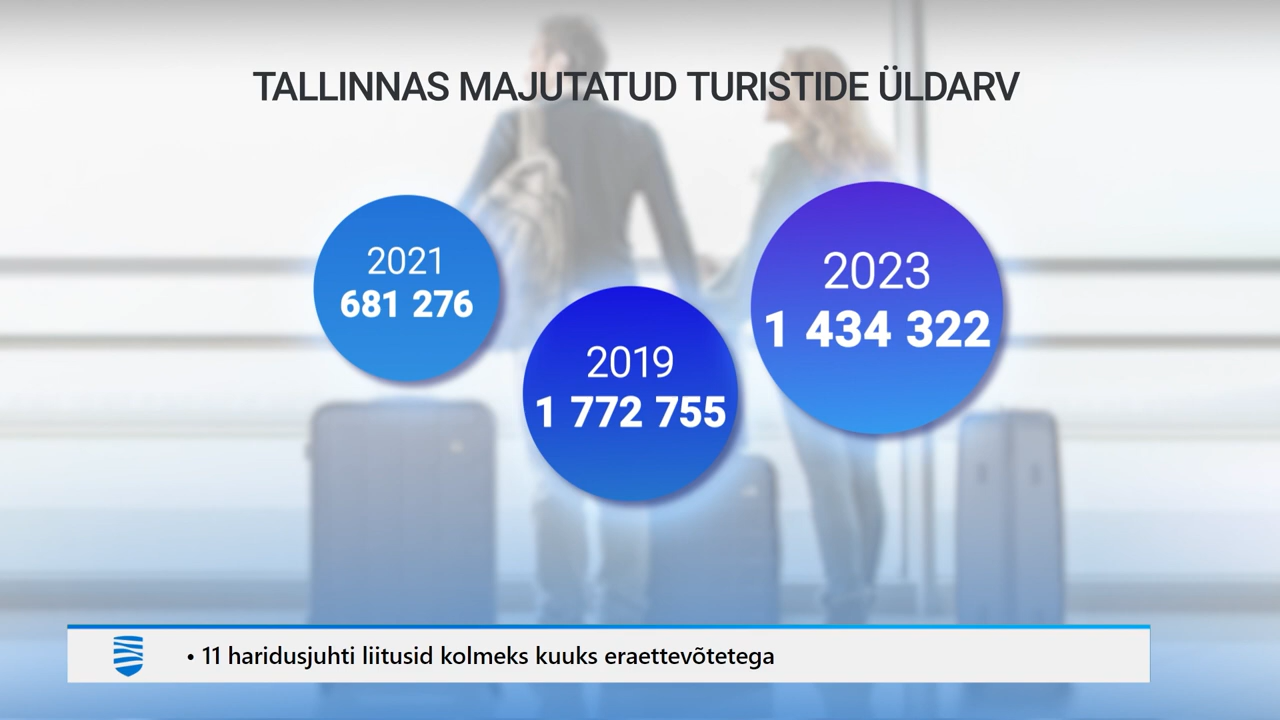 TALLINNAS MAJUTATUD TURISTIDE ÜLDARV
2021
681 276
2019
1 772 755
2023
1 434 322
• 11 haridusjuhti liitusid kolmeks kuuks eraettevõtetega